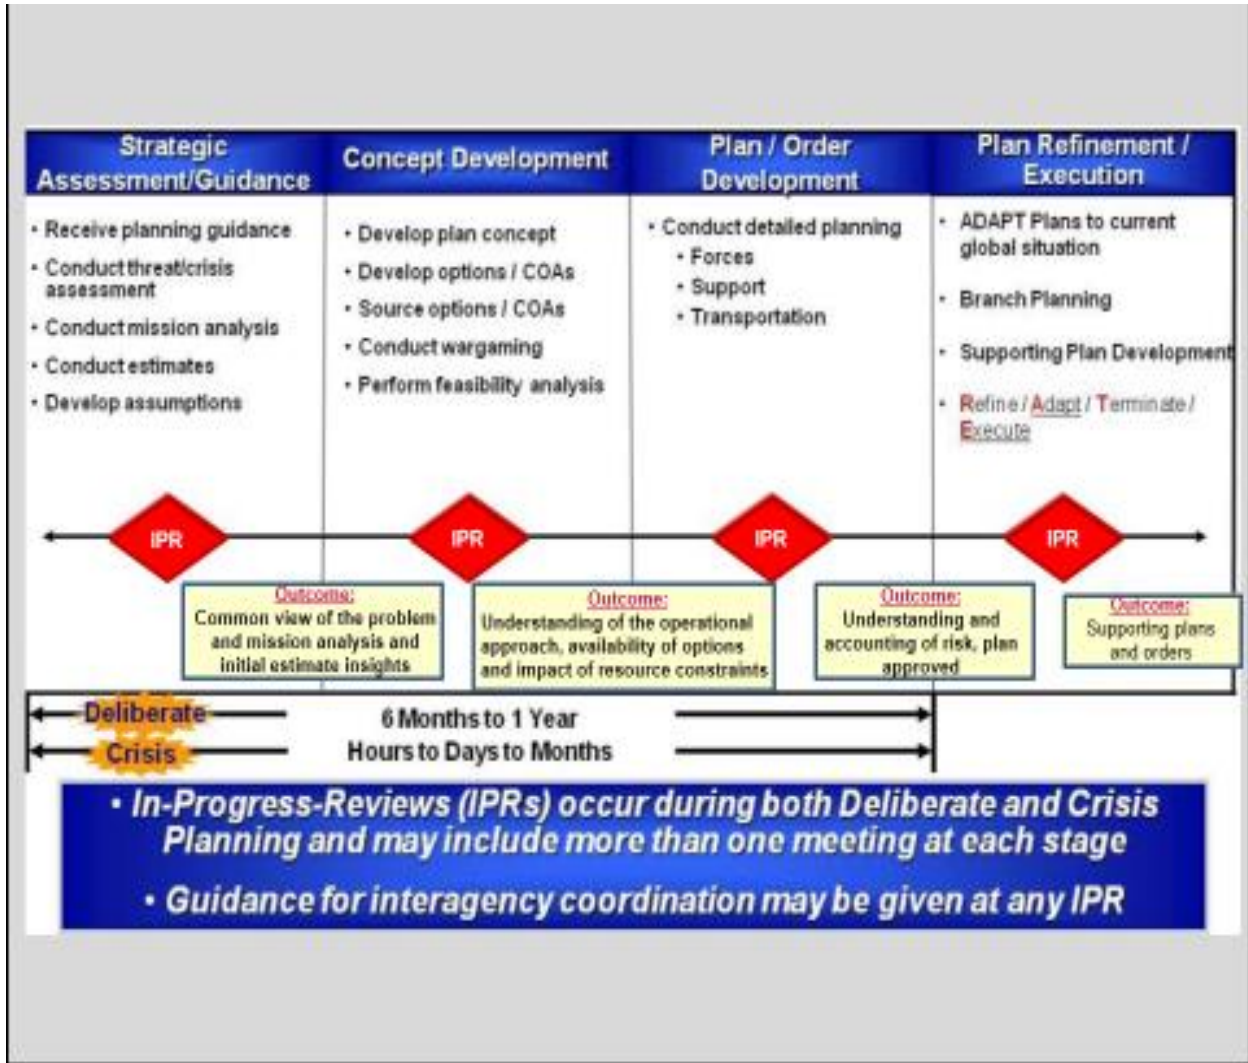 Strategic
Assessment/Guidance
• Receive planning guidance
• Conduct threat/crisis
assessment
• Conduct mission analysis
• Conduct estimates
• Develop assumptions
Concept Development
• Develop plan concept
• Develop options / COAs
• Source options / COAs
• Conduct wargaming
• Perform feasibility analysis
Plan / Order
Development
• Conduct detailed planning
• Forces
• Support
• Transportation
Plan Refinement /
Execution
• ADAPT Plans to current
global situation
• Branch Planning
• Supporting Plan Development
• Refine / Adapt / Terminate /
Execute
IPR
IPR
IPR
IPR
Outcome:
Common view of the problem
and mission analysis and
initial estimate insights
Outcome:
Understanding of the operational
approach, availability of options
and impact of resource constraints
Outcome:
Understanding and
accounting of risk, plan
approved
Outcome:
Supporting plans
and orders
Deliberate 6 Months to 1 Year
Crisis Hours to Days to Months
• In-Progress-Reviews (IPRs) occur during both Deliberate and Crisis
Planning and may include more than one meeting at each stage
• Guidance for interagency coordination may be given at any IPR